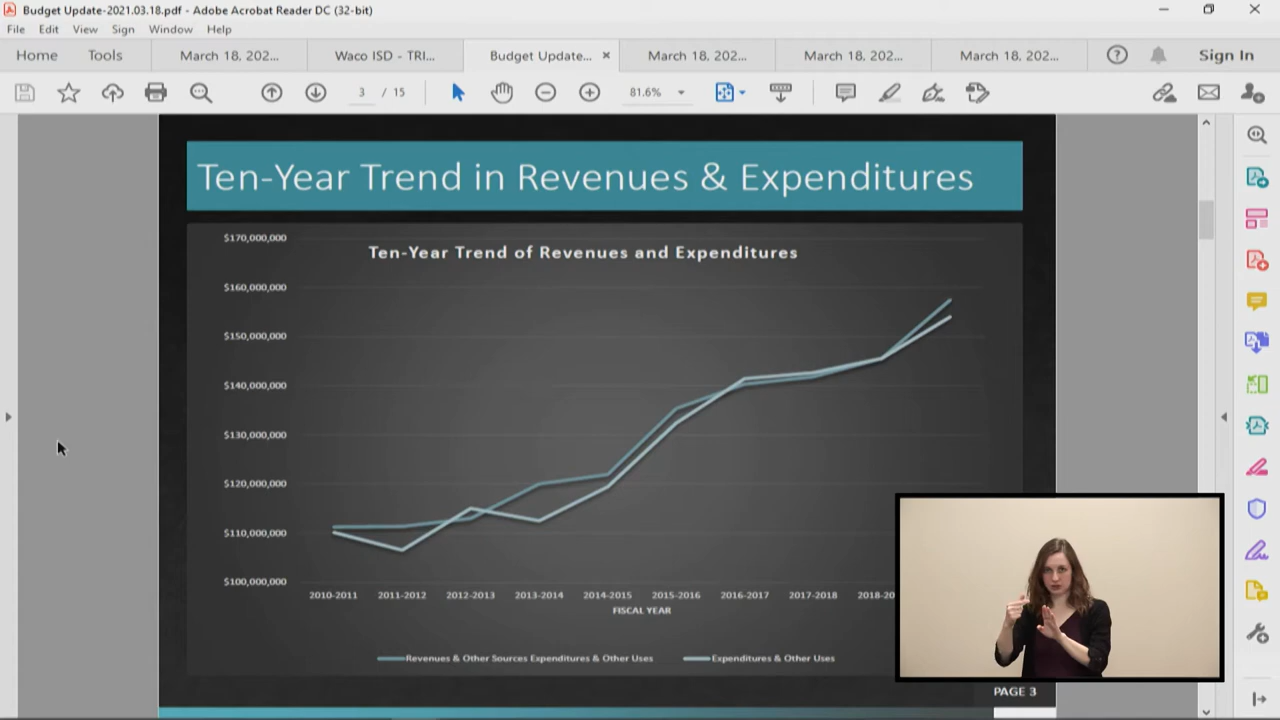 Budget Update-2021.03.18.pdf - Adobe Acrobat Reader DC (32-bit)
File Edit View Sign Window Help
Home Tools March 18, 202... Waco ISD - TRI... Budget Update... × March 18, 202... March 18, 202... March 18, 202... Sign In
3 / 15 81.6%
Ten-Year Trend in Revenues & Expenditures
Ten-Year Trend of Revenues and Expenditures
$170,000,000
$160,000,000
$150,000,000
$140,000,000
$130,000,000
$120,000,000
$110,000,000
$100,000,000
2010-2011 2011-2012 2012-2013 2013-2014 2014-2015 2015-2016 2016-2017 2017-2018 2018-20
FISCAL YEAR
Revenues & Other Sources Expenditures & Other Uses Expenditures & Other Uses
PAGE 3